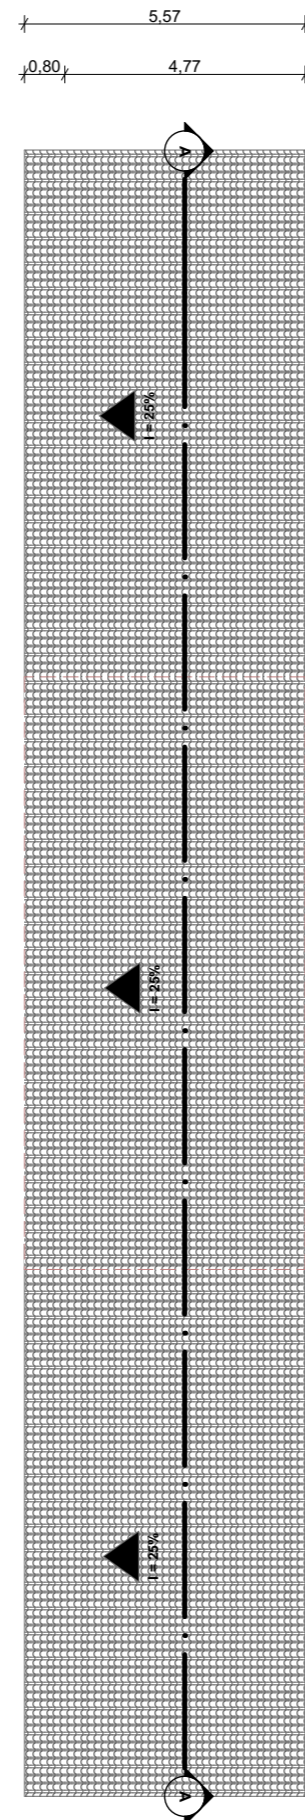 5,57
0,80 4,77
A
I = 25%
I = 25%
I = 25%
A